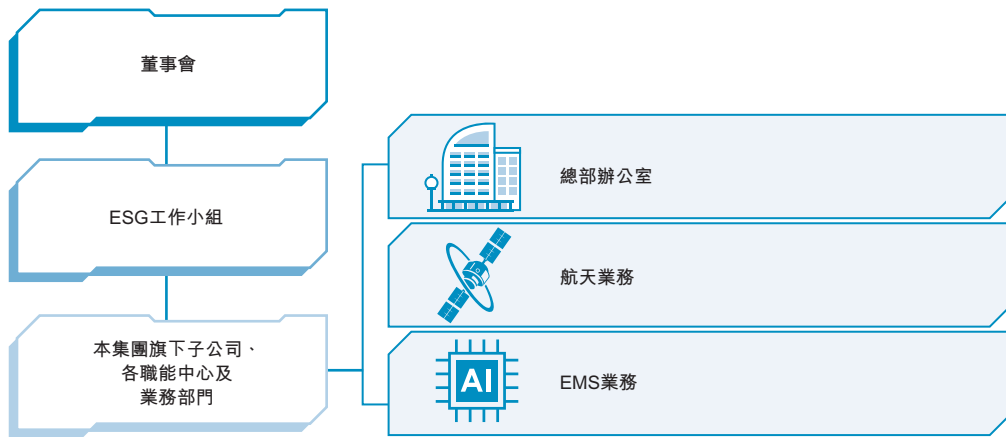 董事會
ESG工作小組
本集團旗下子公司、
各職能中心及
業務部門
總部辦公室
航天業務
AI
EMS業務